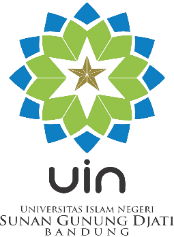 uin
UNIVERSITAS ISLAM NEGERI
SUNAN GUNUNG DJATI
BANDUNG